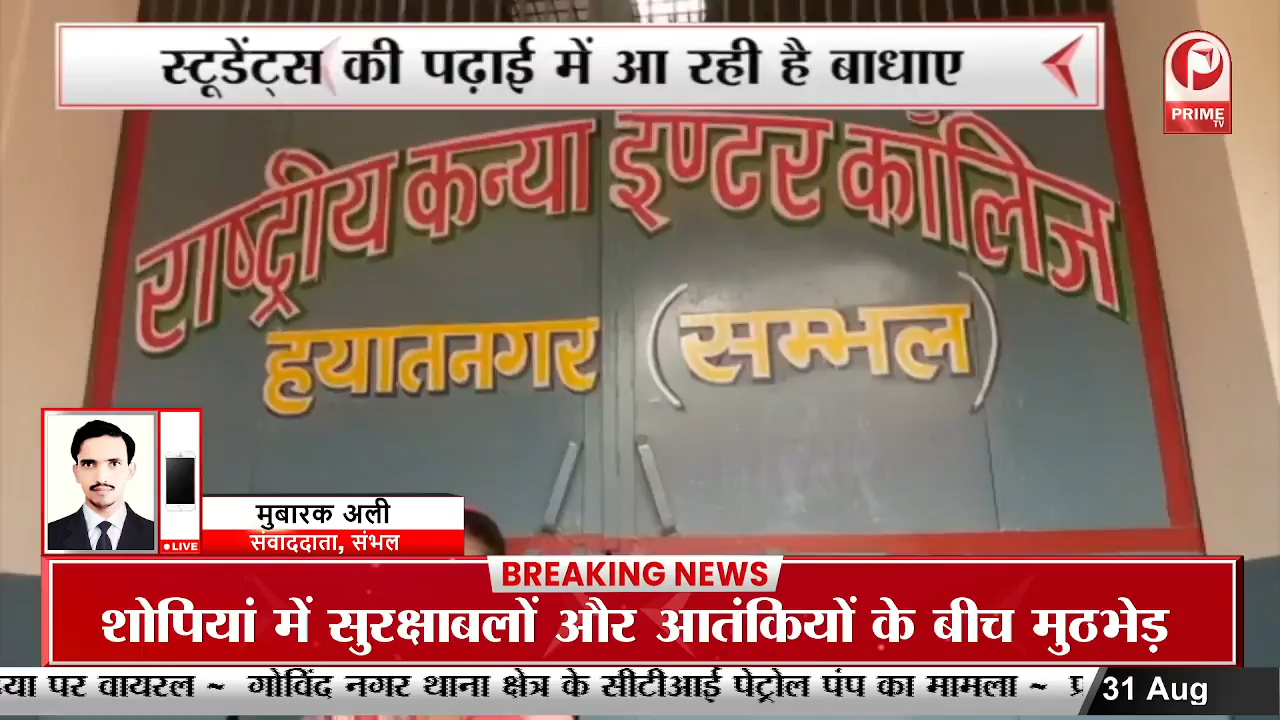 स्टूडेंट्स की पढ़ाई में आ रही है बाधाए
PRIME
TV
राष्ट्रीय कन्या इण्टर कॉलिज
हयातनगर (सम्भल)
मुबारक अली
LIVE
संवाददाता, संभल
BREAKING NEWS
शोपियां में सुरक्षाबलों और आतंकियों के बीच मुठभेड़
पर वायरल ~ गोविंद नगर थाना क्षेत्र के सीटीआई पेट्रोल पंप का मामला ~
31 Aug